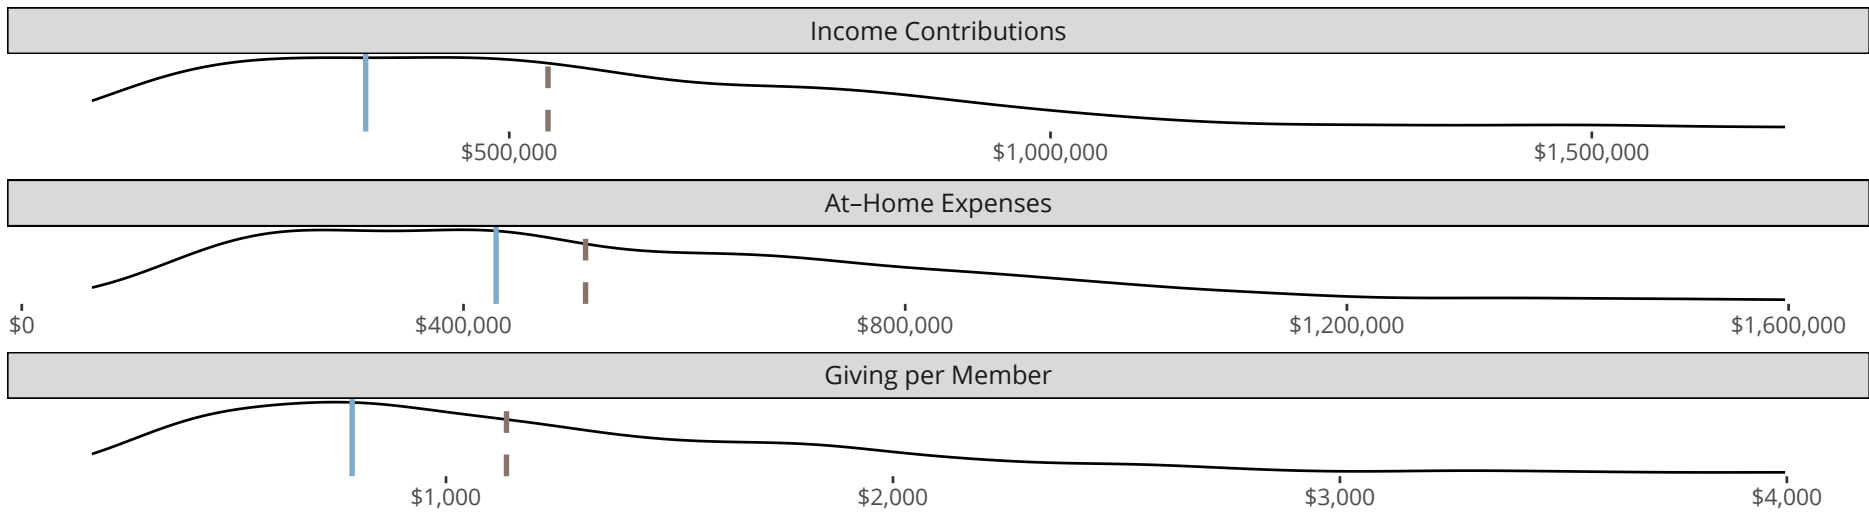 Income Contributions
$500,000 $1,000,000 $1,500,000
At–Home Expenses
$0 $400,000 $800,000 $1,200,000 $1,600,000
Giving per Member
$1,000 $2,000 $3,000 $4,000